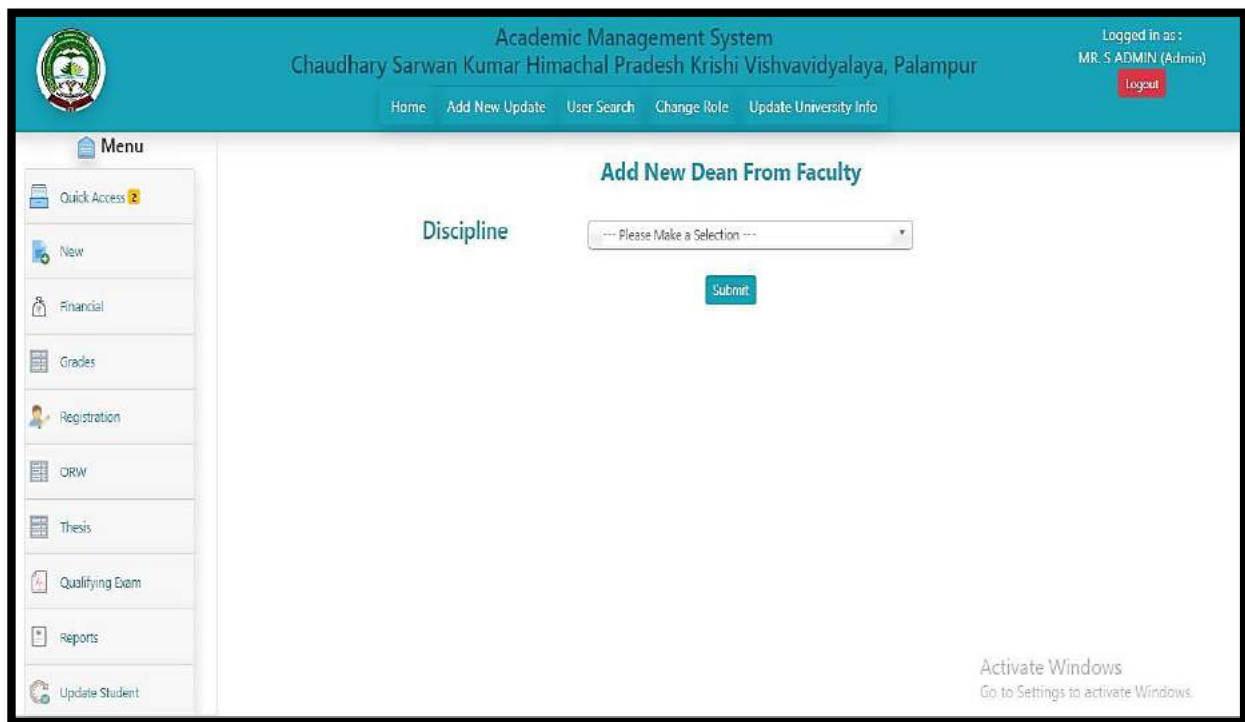 Academic Management System
Chaudhary Sarwan Kumar Himachal Pradesh Krishi Vishvavidyalaya, Palampur
Logged in as :
MR. S ADMIN (Admin)
Logout
Home Add New Update User Search Change Role Update University Info
Menu
Quick Access 2
New
Financial
Grades
Registration
ORW
Thesis
Qualifying Exam
Reports
Update Student
Add New Dean From Faculty
Discipline
--- Please Make a Selection ---
Submit
Activate Windows
Go to Settings to activate Windows.